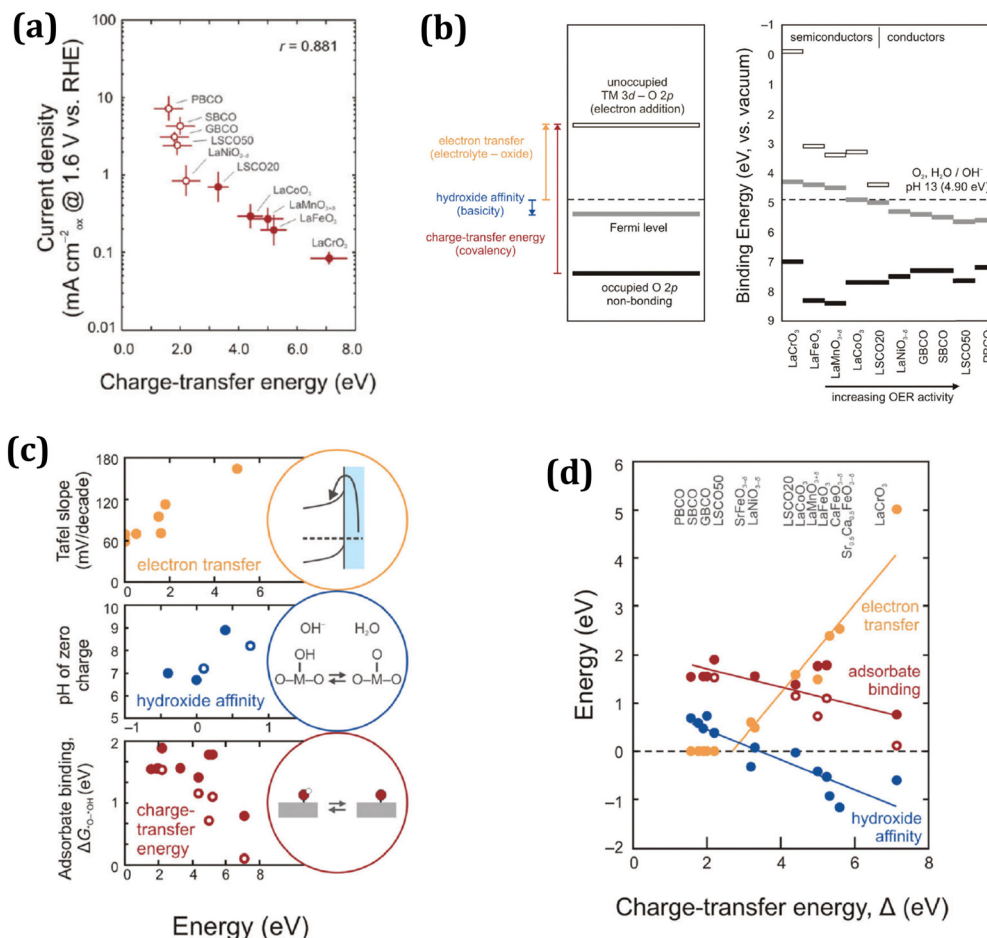 (a)
100
10
1
0.1
0.01
Current density
(mA cm⁻²ₒₓ @ 1.6 V vs. RHE)
r = 0.881
PBCO
SBCO
GBCO
LSCO50
LaNiO₃₋δ
LSCO20
LaCoO₃
LaMnO₃₊δ
LaFeO₃
LaCrO₃
0.0 2.0 4.0 6.0 8.0
Charge-transfer energy (eV)
(b)
unoccupied
TM 3d – O 2p
(electron addition)
electron transfer
(electrolyte – oxide)
hydroxide affinity
(basicity)
Fermi level
charge-transfer energy
(covalency)
occupied O 2p
non-bonding
Binding Energy (eV, vs. vacuum)
–1
0
3
4
5
6
7
8
9
semiconductors
conductors
O₂, H₂O / OH⁻
pH 13 (4.90 eV)
LaCrO₃
LaFeO₃
LaMnO₃₊δ
LaCoO₃
LSCO20
LaNiO₃₋δ
GBCO
SBCO
LSCO50
PBCO
increasing OER activity
(c)
Tafel slope
(mV/decade)
180
120
60
0
electron transfer
0 2 4 6
pH of zero
charge
10
9
8
7
6
5
hydroxide affinity
–1 0 1
OH⁻ H₂O
OH O
O–M–O O–M–O
Adsorbate binding,
2
1
0
charge-
transfer
energy
0 2 4 6 8
Energy (eV)
(d)
Energy (eV)
6
5
4
3
2
1
0
–1
–2
PBCO
SBCO
GBCO
LSCO50
SrFeO₃₋δ
LaNiO₃₋δ
LSCO20
LaCoO₃
LaMnO₃₊δ
LaFeO₃
CaFeO₃₋δ
Sr₀.₅Ca₀.₅FeO₃₋δ
LaCrO₃
electron
transfer
adsorbate
binding
hydroxide
affinity
0 2 4 6 8
Charge-transfer energy, Δ (eV)